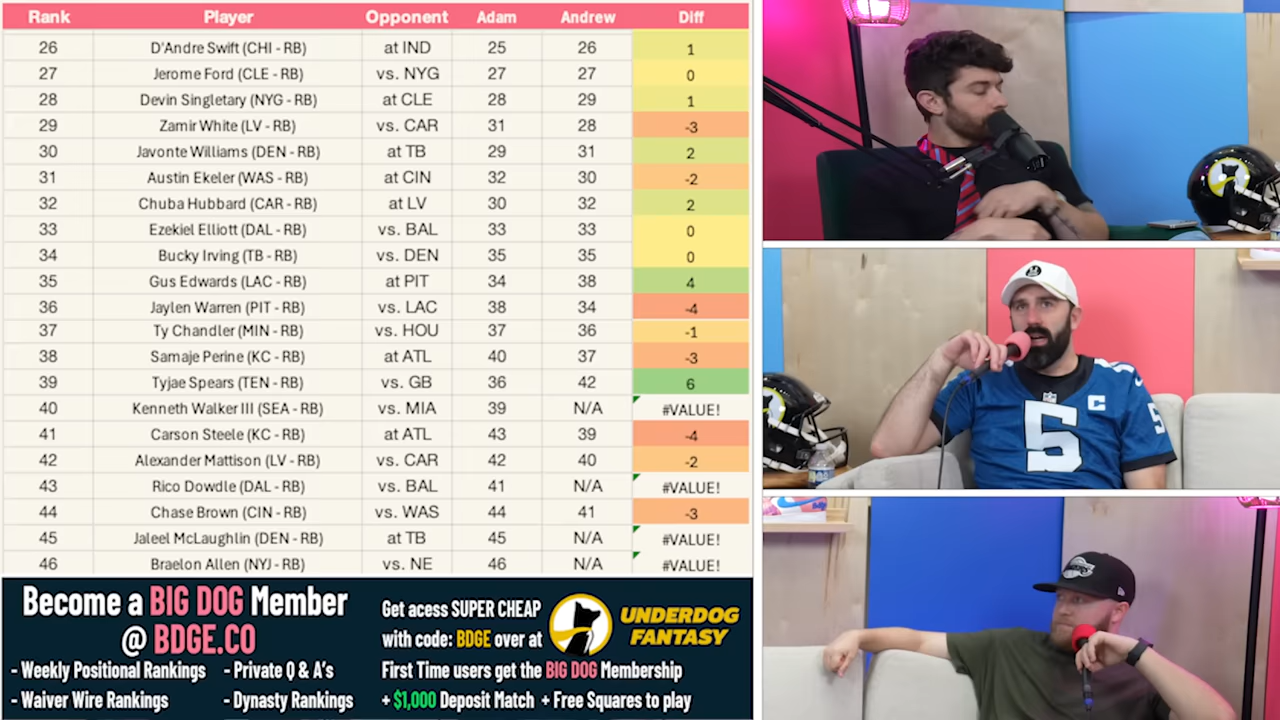 Rank Player Opponent Adam Andrew Diff
26 D'Andre Swift (CHI - RB) at IND 25 26 1
27 Jerome Ford (CLE - RB) vs. NYG 27 27 0
28 Devin Singletary (NYG - RB) at CLE 28 29 1
29 Zamir White (LV - RB) vs. CAR 31 28 -3
30 Javonte Williams (DEN - RB) at TB 29 31 2
31 Austin Ekeler (WAS - RB) at CIN 32 30 -2
32 Chuba Hubbard (CAR - RB) at LV 30 32 2
33 Ezekiel Elliott (DAL - RB) vs. BAL 33 33 0
34 Bucky Irving (TB - RB) vs. DEN 35 35 0
35 Gus Edwards (LAC - RB) at PIT 34 38 4
36 Jaylen Warren (PIT - RB) vs. LAC 38 34 -4
37 Ty Chandler (MIN - RB) vs. HOU 37 36 -1
38 Samaje Perine (KC - RB) at ATL 40 37 -3
39 Tyjae Spears (TEN - RB) vs. GB 36 42 6
40 Kenneth Walker III (SEA - RB) vs. MIA 39 N/A #VALUE!
41 Carson Steele (KC - RB) at ATL 43 39 -4
42 Alexander Mattison (LV - RB) vs. CAR 42 40 -2
43 Rico Dowdle (DAL - RB) vs. BAL 41 N/A #VALUE!
44 Chase Brown (CIN - RB) vs. WAS 44 41 -3
45 Jaleel McLaughlin (DEN - RB) at TB 45 N/A #VALUE!
46 Braelon Allen (NYJ - RB) vs. NE 46 N/A #VALUE!
Become a BIG DOG Member
@ BDGE.CO
- Weekly Positional Rankings - Private Q & A's
- Waiver Wire Rankings - Dynasty Rankings
Get acess SUPER CHEAP
with code: BDGE over at
UNDERDOG
FANTASY
First Time users get the BIG DOG Membership
+ $1,000 Deposit Match + Free Squares to play
5
C
5